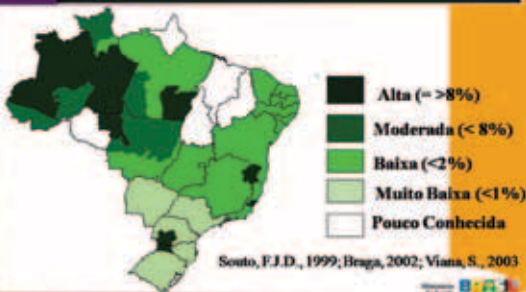 Alta (= >8%)
Moderada (< 8%)
Baixa (<2%)
Muito Baixa (<1%)
Pouco Conhecida
Souto, F.J.D., 1999; Braga, 2002; Viana, S., 2003